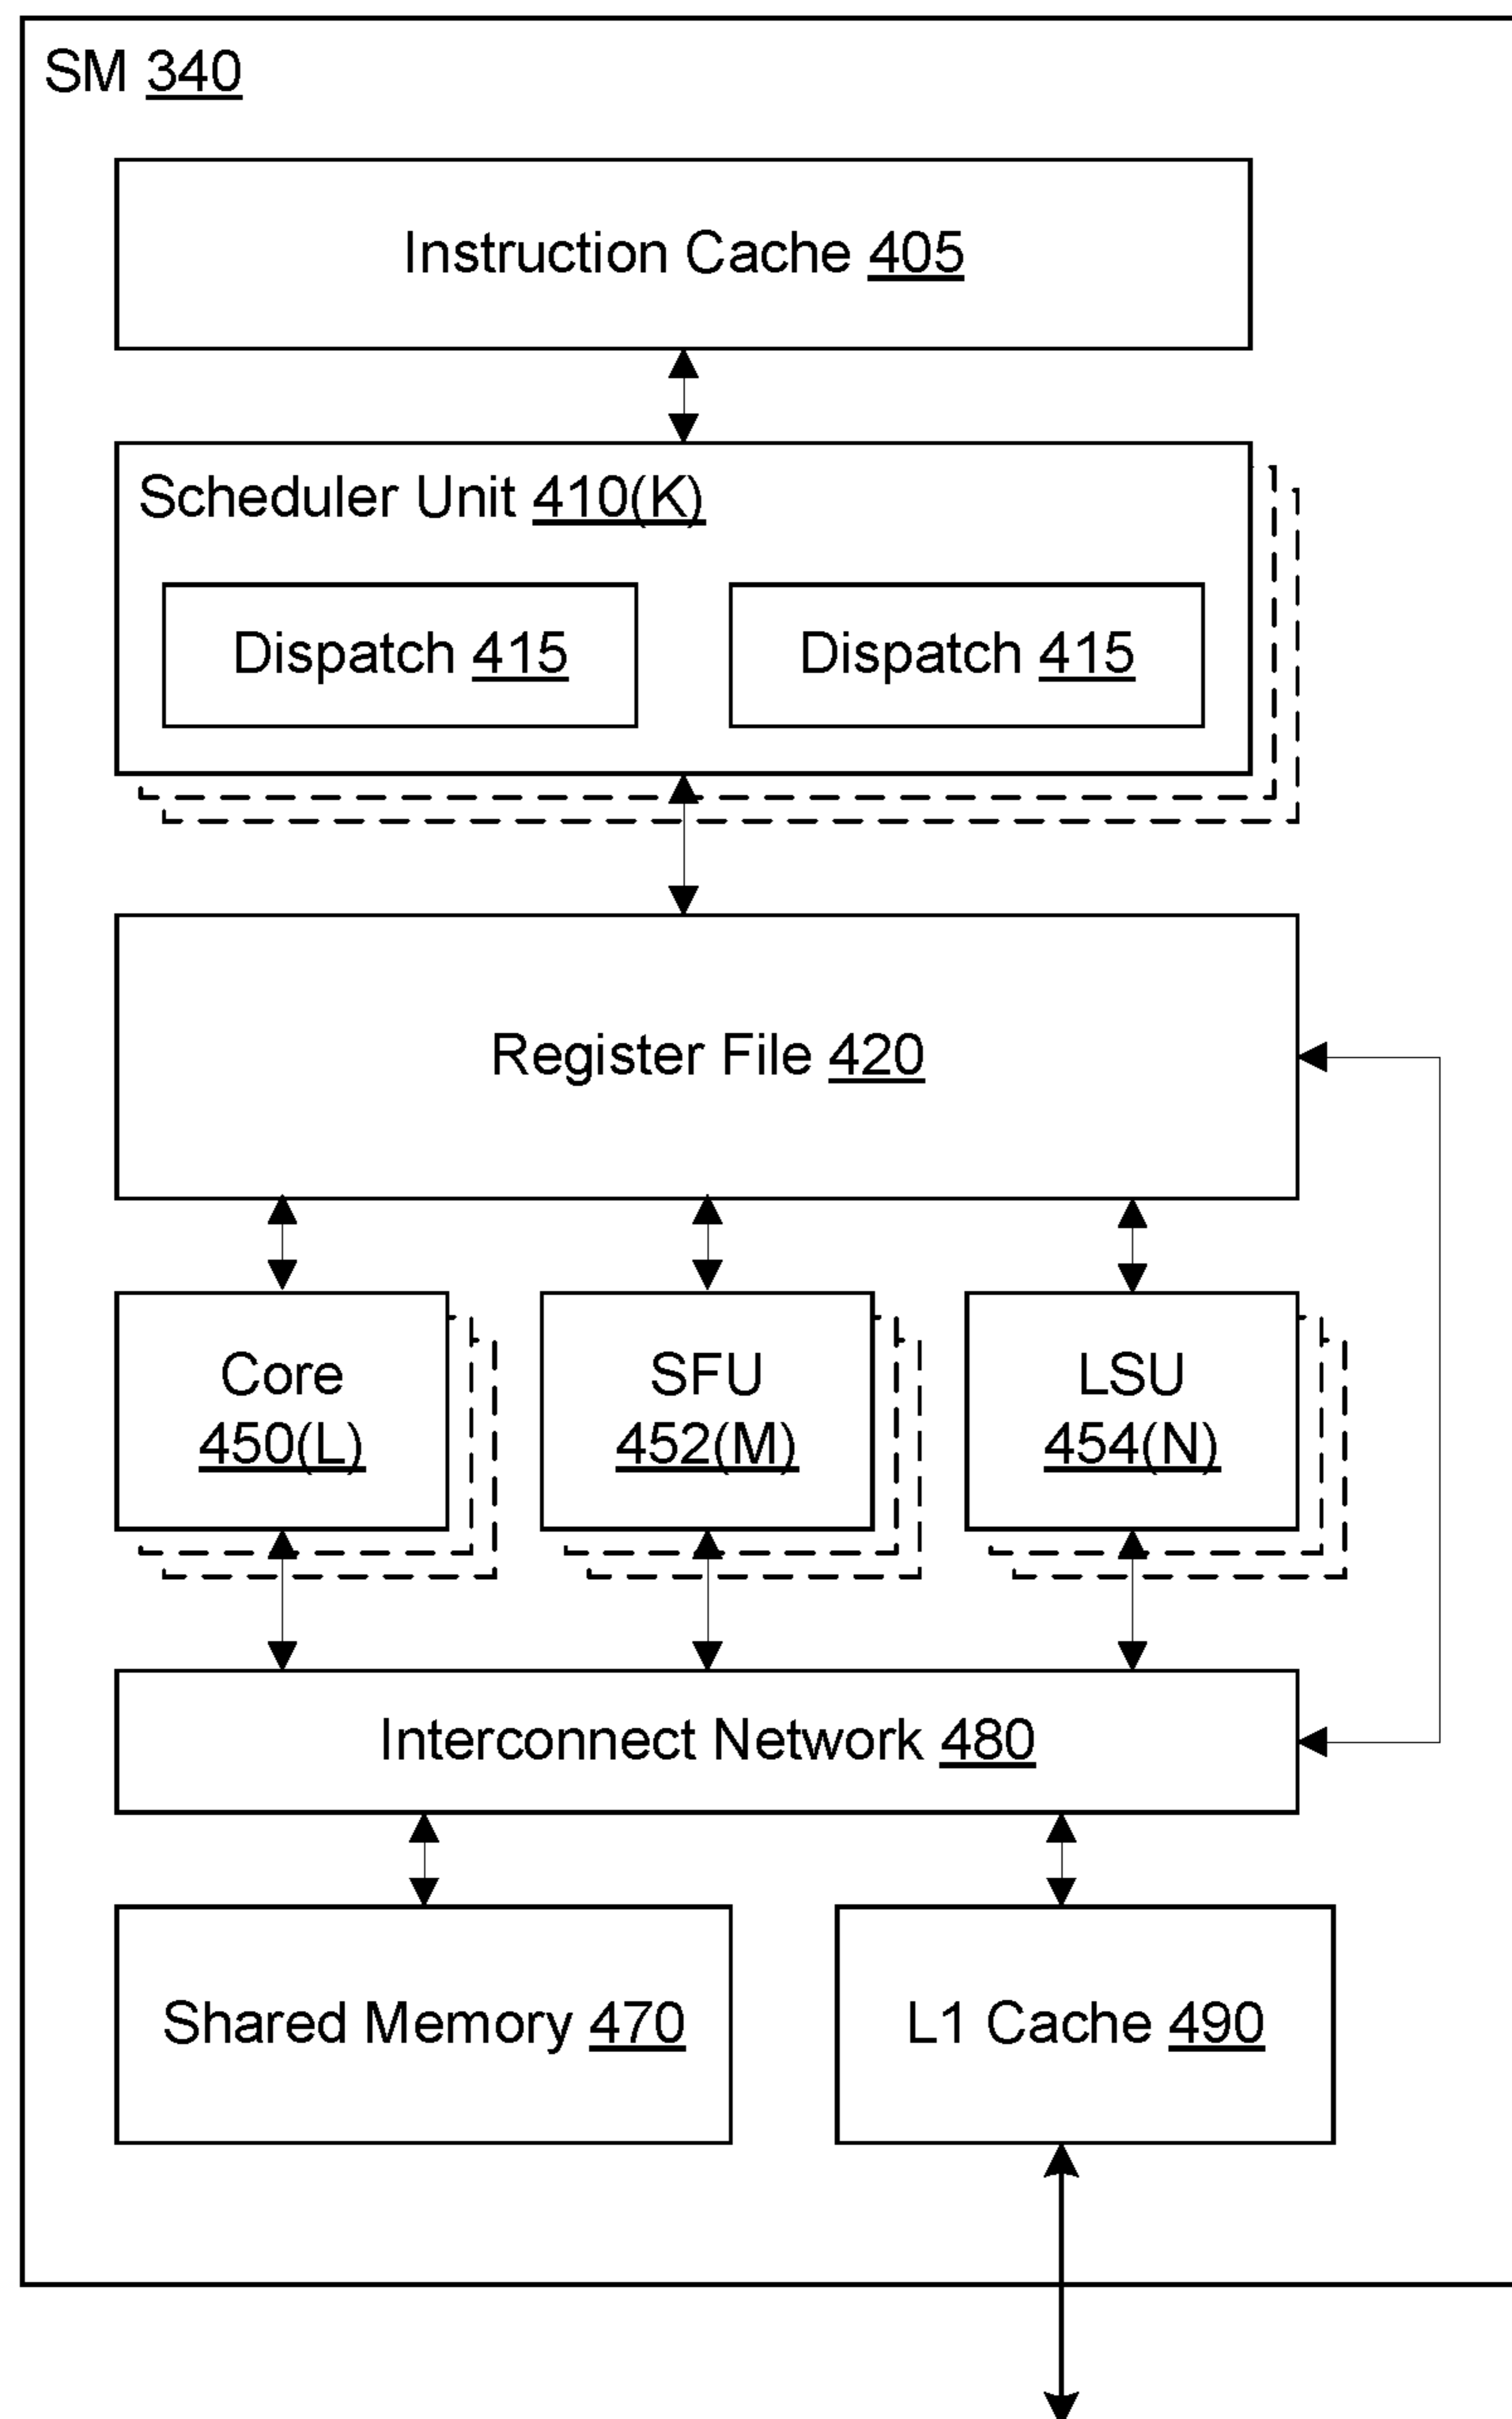 SM 340
Instruction Cache 405
Scheduler Unit 410(K)
Dispatch 415
Dispatch 415
Register File 420
Core
450(L)
SFU
452(M)
LSU
454(N)
Interconnect Network 480
Shared Memory 470
L1 Cache 490